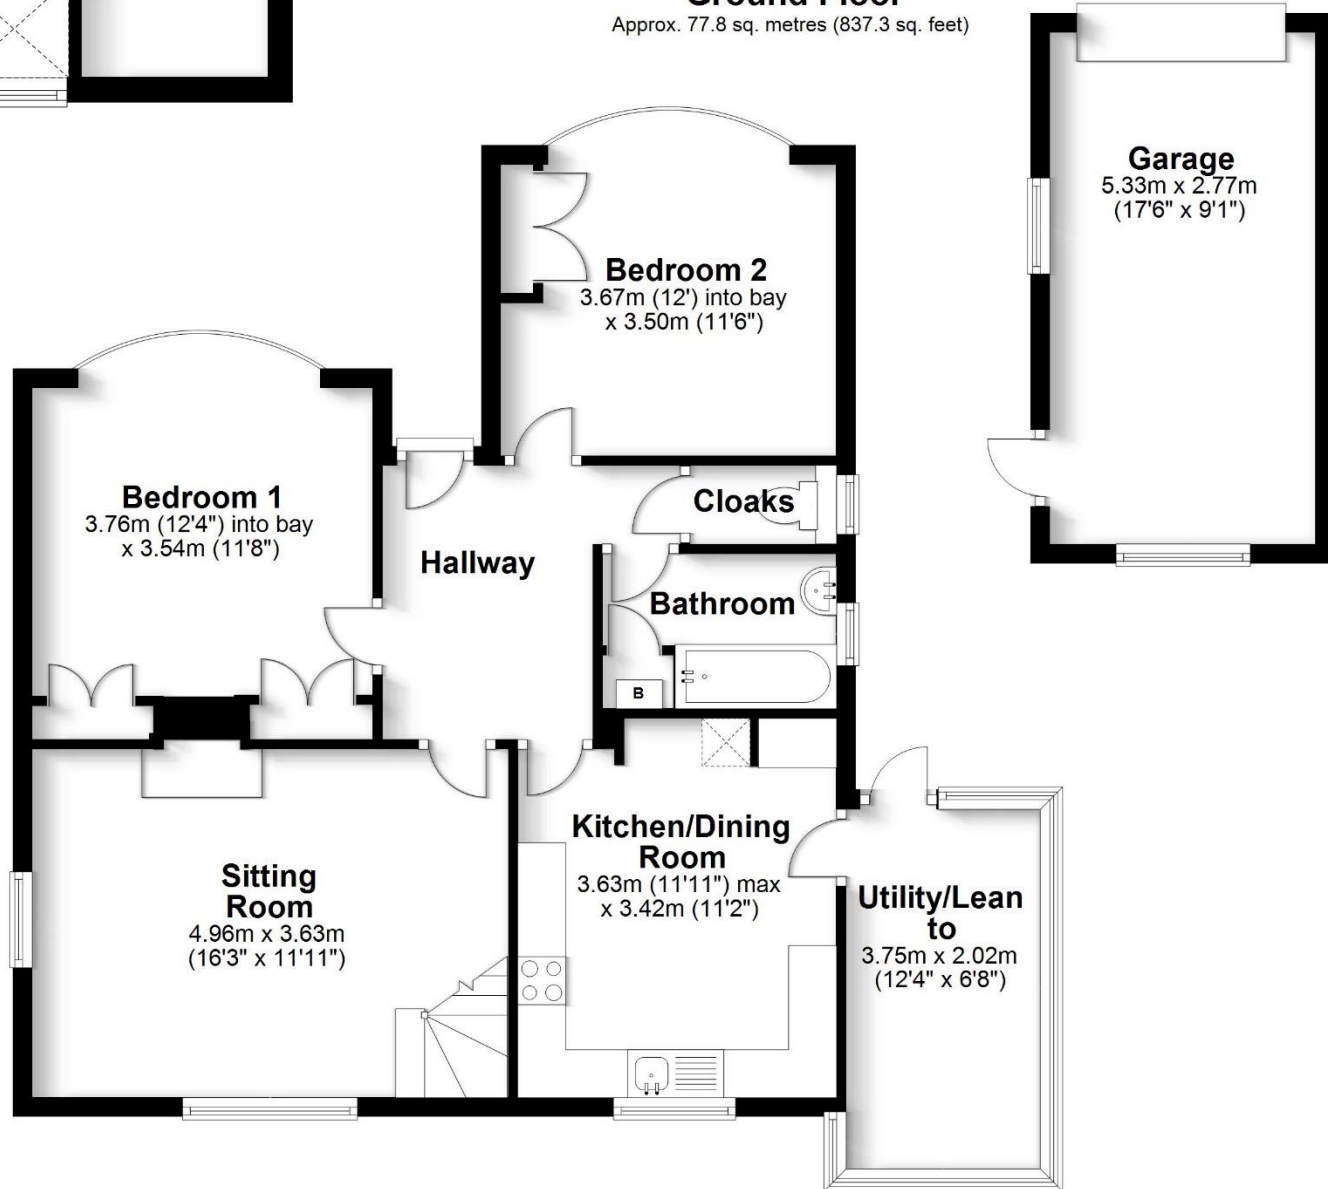 Ground Floor
Approx. 77.8 sq. metres (837.3 sq. feet)
Garage
5.33m x 2.77m
(17'6" x 9'1")
Bedroom 2
3.67m (12') into bay
x 3.50m (11'6")
Bedroom 1
3.76m (12'4") into bay
x 3.54m (11'8")
Cloaks
Hallway
Bathroom
B
Kitchen/Dining
Room
3.63m (11'11") max
x 3.42m (11'2")
Sitting
Room
4.96m x 3.63m
(16'3" x 11'11")
Utility/Lean
to
3.75m x 2.02m
(12'4" x 6'8")